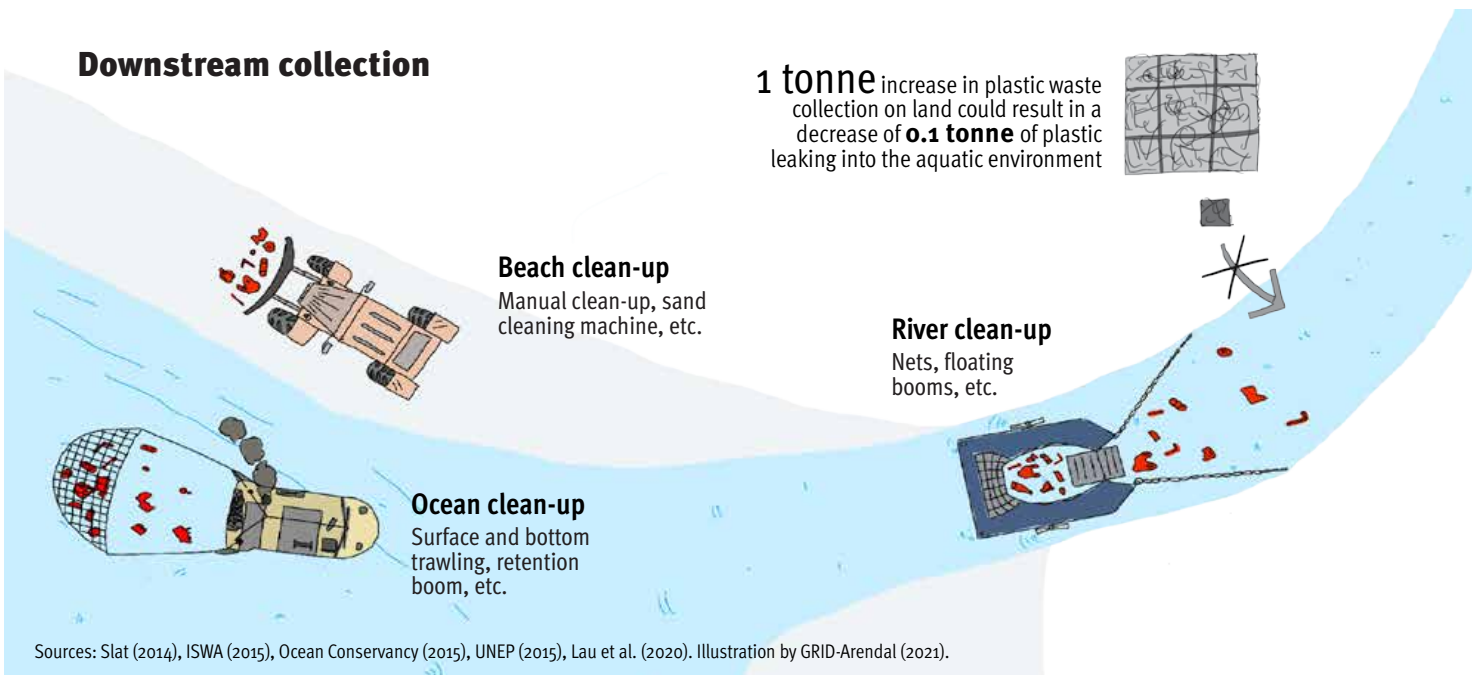 Downstream collection
1 tonne increase in plastic waste
collection on land could result in a
decrease of 0.1 tonne of plastic
leaking into the aquatic environment
Beach clean-up
Manual clean-up, sand
cleaning machine, etc.
River clean-up
Nets, floating
booms, etc.
Ocean clean-up
Surface and bottom
trawling, retention
boom, etc.
Sources: Slat (2014), ISWA (2015), Ocean Conservancy (2015), UNEP (2015), Lau et al. (2020). Illustration by GRID-Arendal (2021).